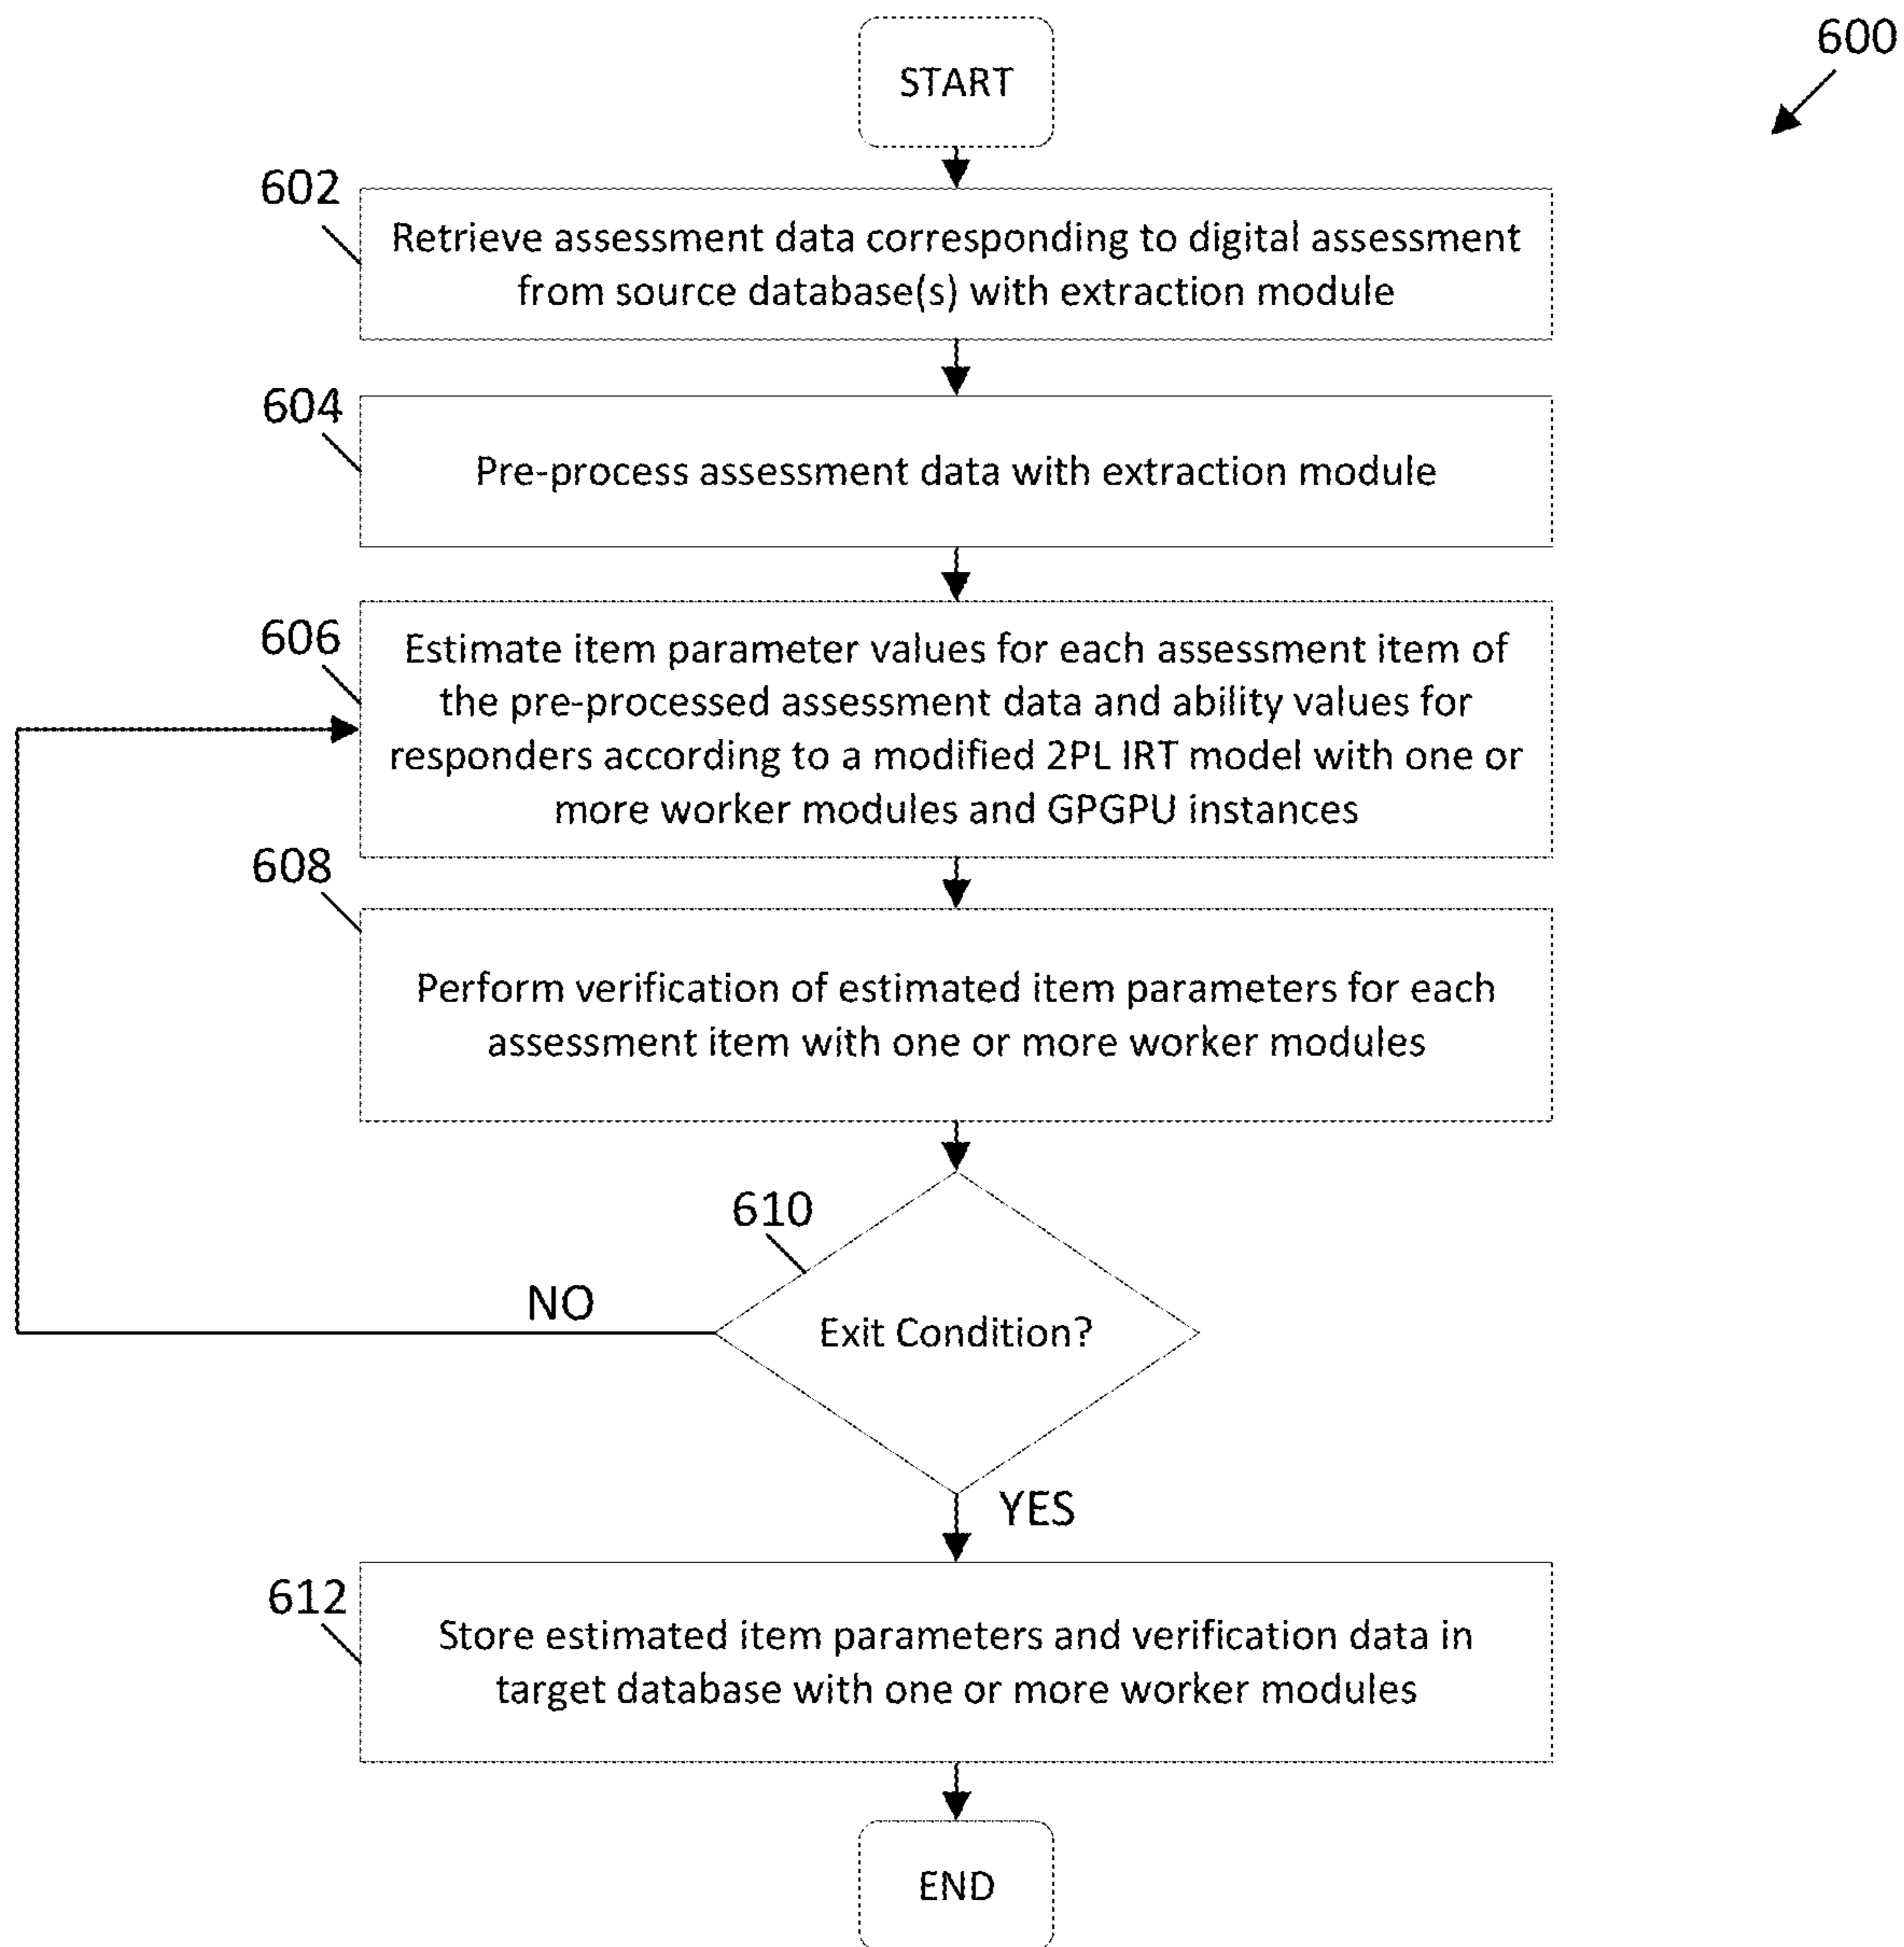 600
START
602
Retrieve assessment data corresponding to digital assessment
from source database(s) with extraction module
604
Pre-process assessment data with extraction module
606
Estimate item parameter values for each assessment item of
the pre-processed assessment data and ability values for
responders according to a modified 2PL IRT model with one or
more worker modules and GPGPU instances
608
Perform verification of estimated item parameters for each
assessment item with one or more worker modules
610
NO
Exit Condition?
YES
612
Store estimated item parameters and verification data in
target database with one or more worker modules
END